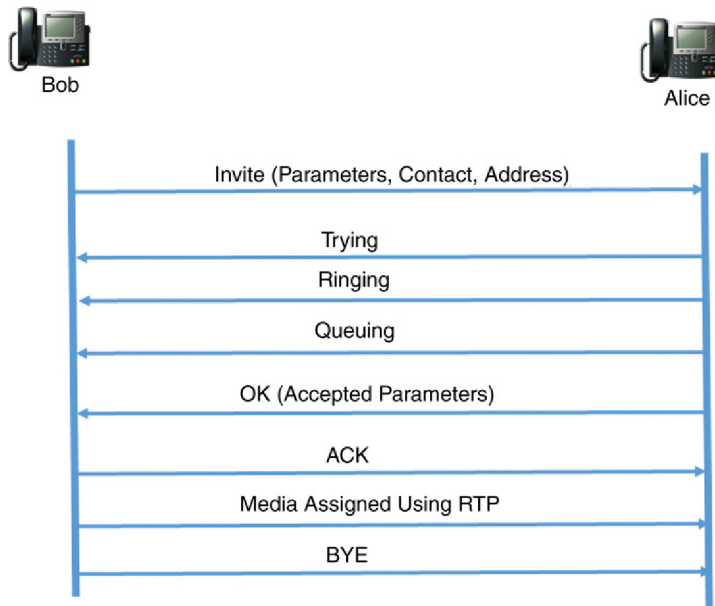 Bob
Alice
Invite (Parameters, Contact, Address)
Trying
Ringing
Queuing
OK (Accepted Parameters)
ACK
Media Assigned Using RTP
BYE